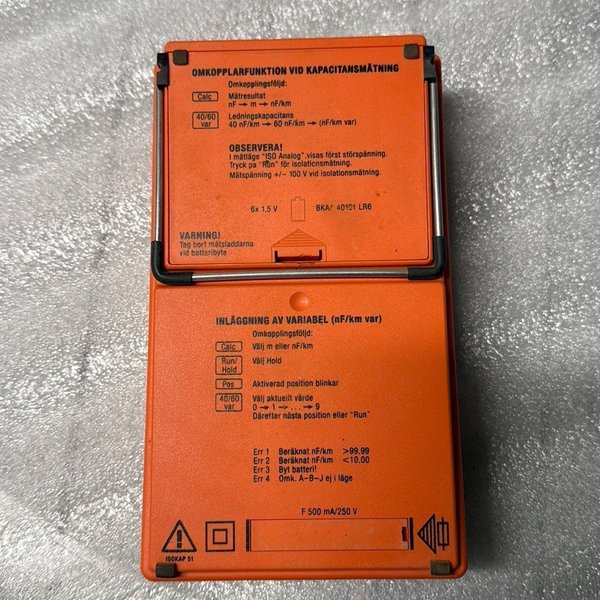 OMKOPPLARFUNKTION VID KAPACITANSMÄTNING
Omkopplingsföljd:
Calc Mätresultat
nF → m → nF/km
40/60 var Ledningskapacitans
40 nF/km → 60 nF/km → (nF/km var)
OBSERVERA!
I mätläge "ISO Analog" visas först störspänning.
Tryck på "Run" för isolationsmätning.
Mätspänning +/− 100 V vid isolationsmätning.
6x 1,5 V BKA/ 40101 LR6
VARNING!
Tag bort mätsladdarna
vid batteribyte
INLÄGGNING AV VARIABEL (nF/km var)
Omkopplingsföljd:
Calc Välj m eller nF/km
Run/Hold Välj Hold
Pos Aktiverad position blinkar
40/60 var Välj aktuellt värde
0 → 1 → ... → 9
Därefter nästa position eller "Run"
Err 1 Beräknat nF/km >99.99
Err 2 Beräknat nF/km <10.00
Err 3 Byt batteri!
Err 4 Omk. A–B–J ej i läge
F 500 mA/250 V
ISOKAP 51